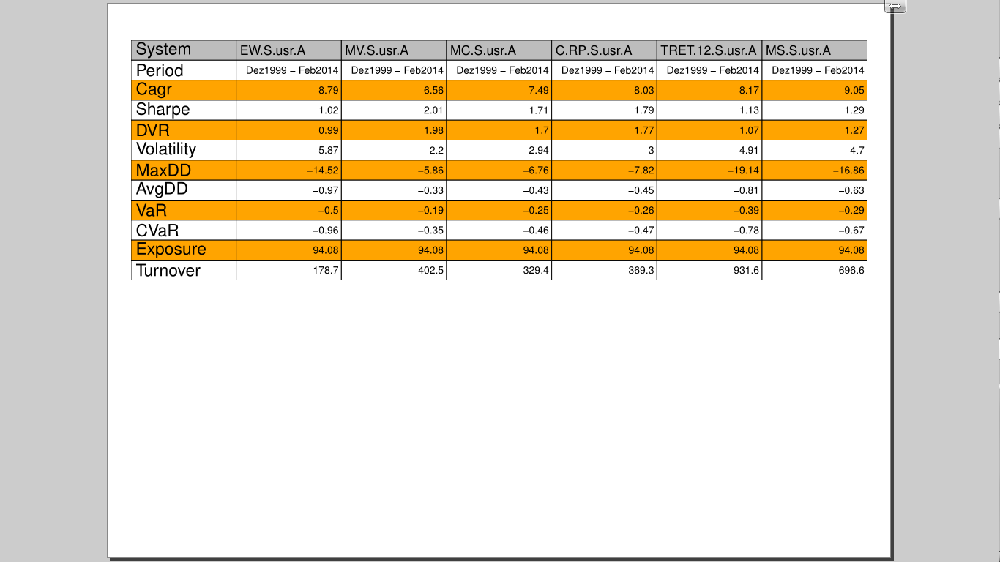 System EW.S.usr.A MV.S.usr.A MC.S.usr.A C.RP.S.usr.A TRET.12.S.usr.A MS.S.usr.A
Period Dez1999 − Feb2014 Dez1999 − Feb2014 Dez1999 − Feb2014 Dez1999 − Feb2014 Dez1999 − Feb2014 Dez1999 − Feb2014
Cagr 8.79 6.56 7.49 8.03 8.17 9.05
Sharpe 1.02 2.01 1.71 1.79 1.13 1.29
DVR 0.99 1.98 1.7 1.77 1.07 1.27
Volatility 5.87 2.2 2.94 3 4.91 4.7
MaxDD −14.52 −5.86 −6.76 −7.82 −19.14 −16.86
AvgDD −0.97 −0.33 −0.43 −0.45 −0.81 −0.63
VaR −0.5 −0.19 −0.25 −0.26 −0.39 −0.29
CVaR −0.96 −0.35 −0.46 −0.47 −0.78 −0.67
Exposure 94.08 94.08 94.08 94.08 94.08 94.08
Turnover 178.7 402.5 329.4 369.3 931.6 696.6